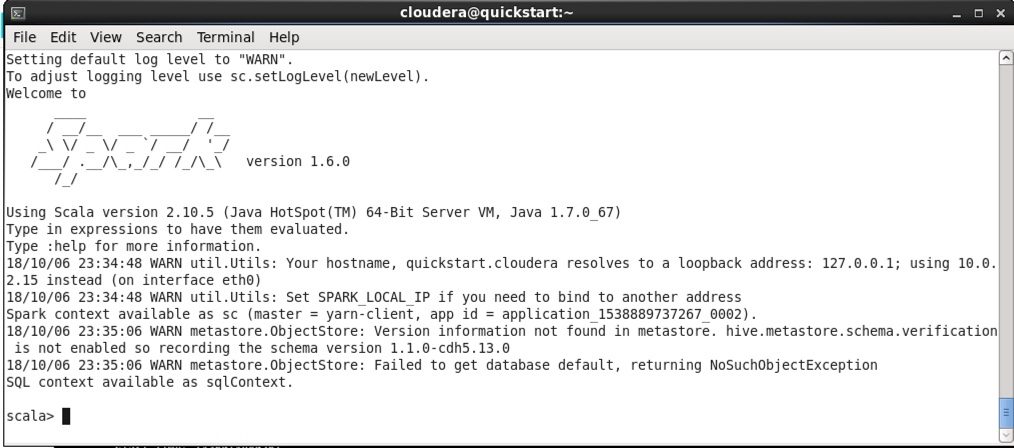 cloudera@quickstart:~
File Edit View Search Terminal Help
Setting default log level to "WARN".
To adjust logging level use sc.setLogLevel(newLevel).
Welcome to
      ____              __
     / __/__  ___ _____/ /__
    _\ \/ _ \/ _ `/ __/  '_/
   /___/ .__/\_,_/_/ /_/\_\   version 1.6.0
      /_/
Using Scala version 2.10.5 (Java HotSpot(TM) 64-Bit Server VM, Java 1.7.0_67)
Type in expressions to have them evaluated.
Type :help for more information.
18/10/06 23:34:48 WARN util.Utils: Your hostname, quickstart.cloudera resolves to a loopback address: 127.0.0.1; using 10.0.
2.15 instead (on interface eth0)
18/10/06 23:34:48 WARN util.Utils: Set SPARK_LOCAL_IP if you need to bind to another address
Spark context available as sc (master = yarn-client, app id = application_1538889737267_0002).
18/10/06 23:35:06 WARN metastore.ObjectStore: Version information not found in metastore. hive.metastore.schema.verification
 is not enabled so recording the schema version 1.1.0-cdh5.13.0
18/10/06 23:35:06 WARN metastore.ObjectStore: Failed to get database default, returning NoSuchObjectException
SQL context available as sqlContext.
scala>